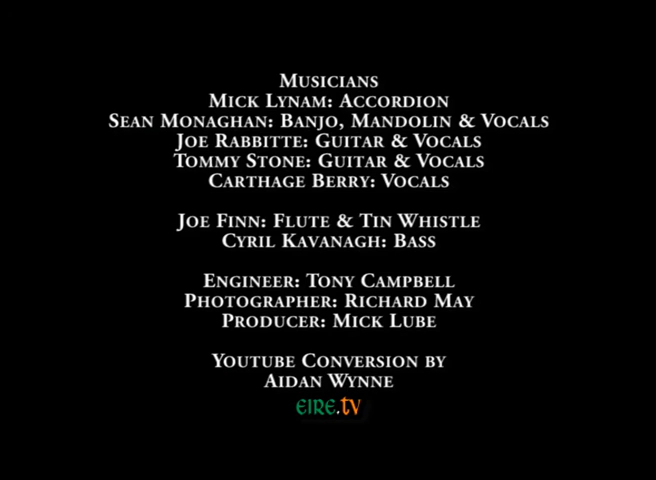 MUSICIANS
MICK LYNAM: ACCORDION
SEAN MONAGHAN: BANJO, MANDOLIN & VOCALS
JOE RABBITTE: GUITAR & VOCALS
TOMMY STONE: GUITAR & VOCALS
CARTHAGE BERRY: VOCALS
JOE FINN: FLUTE & TIN WHISTLE
CYRIL KAVANAGH: BASS
ENGINEER: TONY CAMPBELL
PHOTOGRAPHER: RICHARD MAY
PRODUCER: MICK LUBE
YOUTUBE CONVERSION BY
AIDAN WYNNE
EIRE.TV